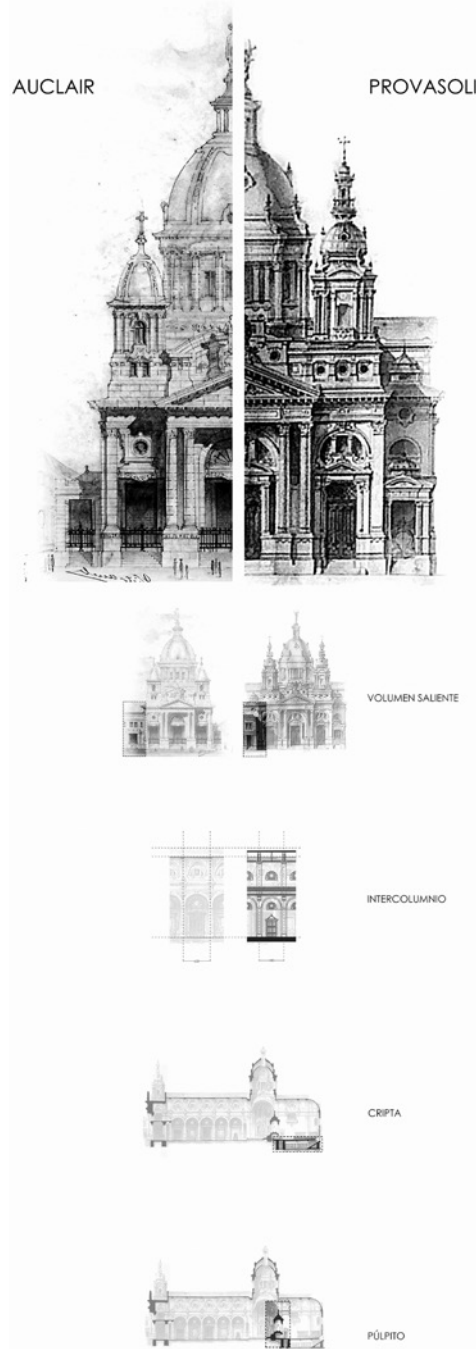 AUCLAIR
PROVASOLI
VOLUMEN SALIENTE
INTERCOLUMNIO
CRIPTA
PÚLPITO